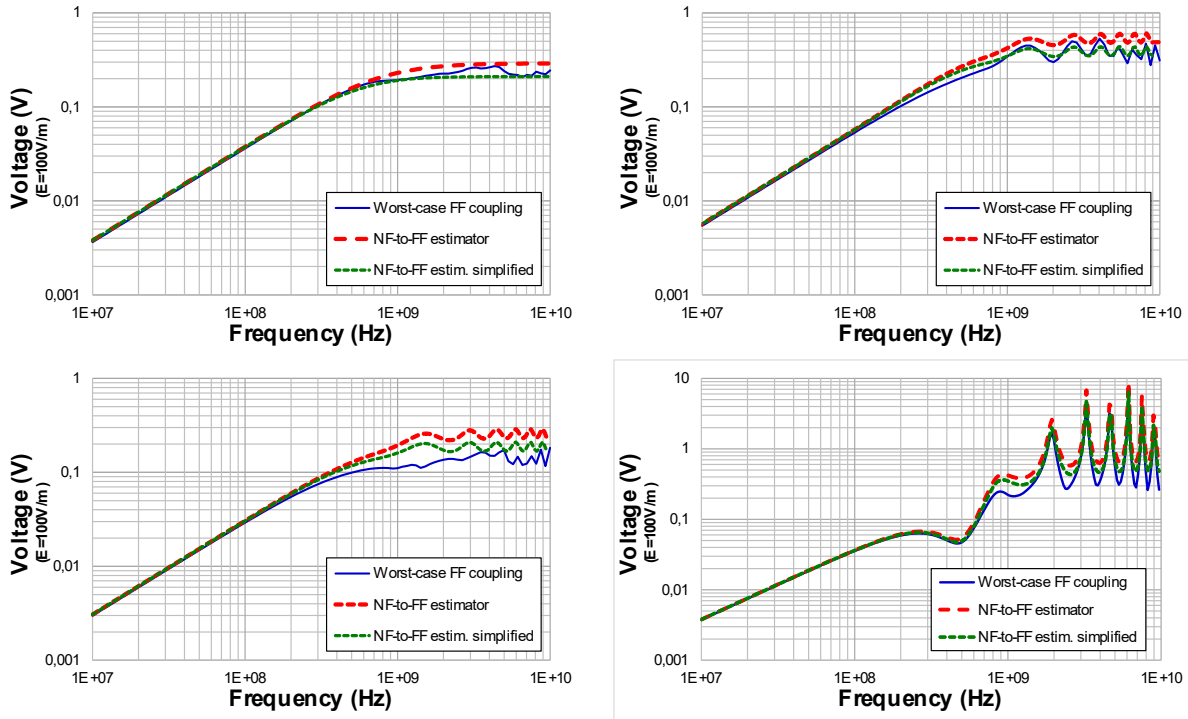 1
0,1
0,01
0,001
Voltage (V)
(E=100V/m)
Worst-case FF coupling
NF-to-FF estimator
NF-to-FF estim. simplified
1E+07
1E+08
1E+09
1E+10
Frequency (Hz)
1
0,1
0,01
0,001
Voltage (V)
(E=100V/m)
Worst-case FF coupling
NF-to-FF estimator
NF-to-FF estim. simplified
1E+07
1E+08
1E+09
1E+10
Frequency (Hz)
1
0,1
0,01
0,001
Voltage (V)
(E=100V/m)
Worst-case FF coupling
NF-to-FF estimator
NF-to-FF estim. simplified
1E+07
1E+08
1E+09
1E+10
Frequency (Hz)
10
1
0,1
0,01
0,001
Voltage (V)
(E=100V/m)
Worst-case FF coupling
NF-to-FF estimator
NF-to-FF estim. simplified
1E+07
1E+08
1E+09
1E+10
Frequency (Hz)